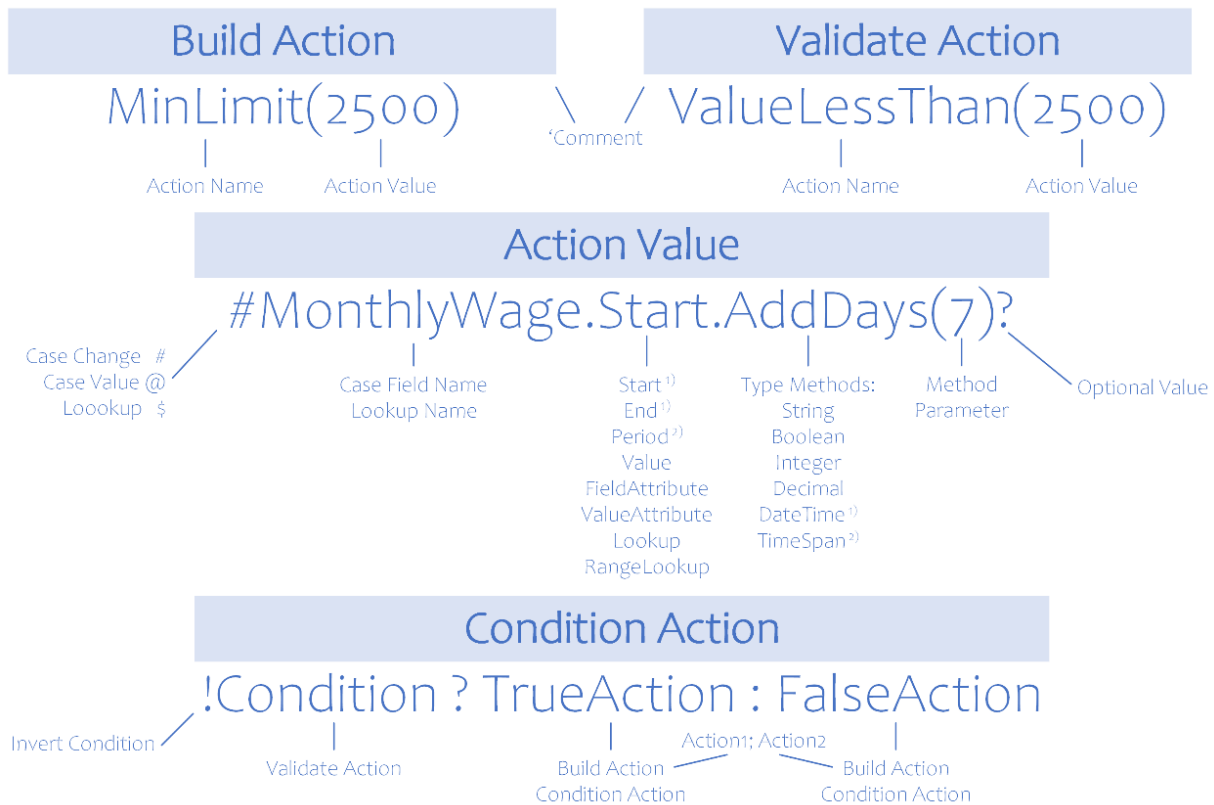 Build Action
Validate Action
MinLimit(2500)
ValueLessThan(2500)
‘Comment
Action Name
Action Value
Action Name
Action Value
Action Value
#MonthlyWage.Start.AddDays(7)?
Case Change #
Case Value @
Loookup $
Case Field Name
Lookup Name
Start 1)
End 1)
Period 2)
Value
FieldAttribute
ValueAttribute
Lookup
RangeLookup
Type Methods:
String
Boolean
Integer
Decimal
DateTime 1)
TimeSpan 2)
Method
Parameter
Optional Value
Condition Action
!Condition ? TrueAction : FalseAction
Invert Condition
Validate Action
Action1; Action2
Build Action
Condition Action
Build Action
Condition Action